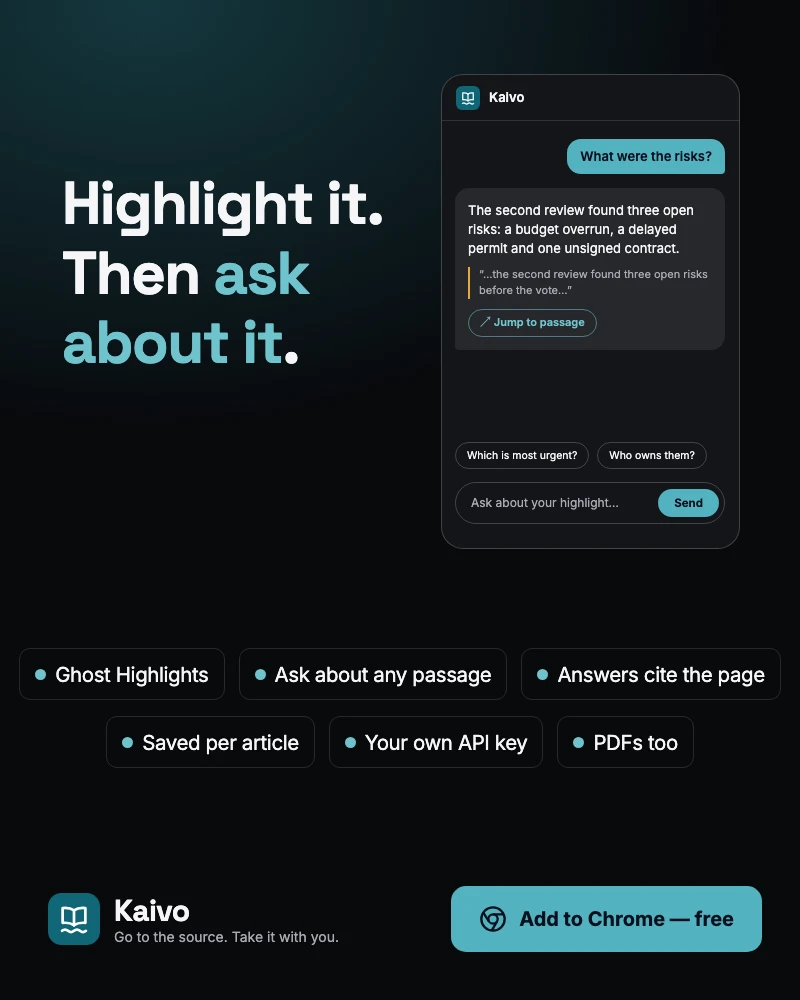 Highlight it.
Then ask
about it.
Kaivo
What were the risks?
The second review found three open
risks: a budget overrun, a delayed
permit and one unsigned contract.
"...the second review found three open risks
before the vote..."
↗ Jump to passage
Which is most urgent?
Who owns them?
Ask about your highlight...
Send
Ghost Highlights
Ask about any passage
Answers cite the page
Saved per article
Your own API key
PDFs too
Kaivo
Go to the source. Take it with you.
Add to Chrome — free